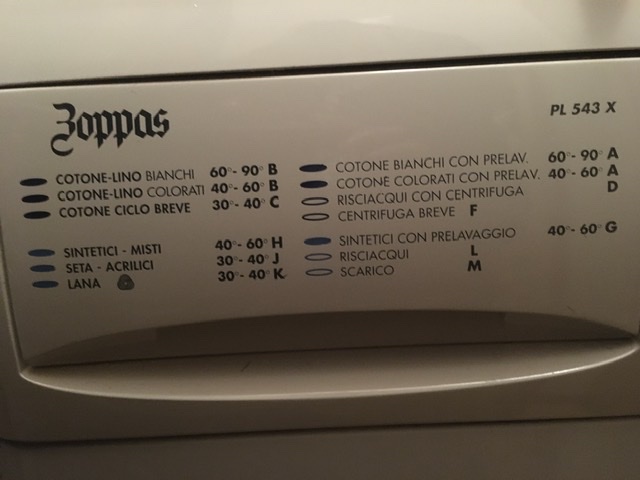 Zoppas
PL 543 X
COTONE-LINO BIANCHI 60°- 90° B
COTONE-LINO COLORATI 40°- 60° B
COTONE CICLO BREVE 30°- 40° C
SINTETICI - MISTI 40°- 60° H
SETA - ACRILICI 30°- 40° J
LANA 30°- 40° K
COTONE BIANCHI CON PRELAV. 60°- 90° A
COTONE COLORATI CON PRELAV. 40°- 60° A
RISCIACQUI CON CENTRIFUGA D
CENTRIFUGA BREVE F
SINTETICI CON PRELAVAGGIO 40°- 60° G
RISCIACQUI L
SCARICO M